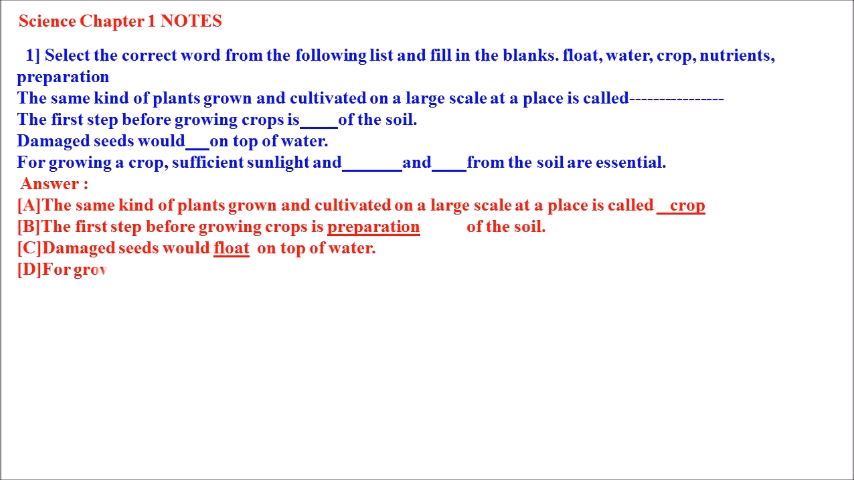 Science Chapter 1 NOTES
1] Select the correct word from the following list and fill in the blanks. float, water, crop, nutrients,
preparation
The same kind of plants grown and cultivated on a large scale at a place is called----------------
The first step before growing crops is____of the soil.
Damaged seeds would__on top of water.
For growing a crop, sufficient sunlight and______and___from the soil are essential.
Answer :
[A]The same kind of plants grown and cultivated on a large scale at a place is called _crop
[B]The first step before growing crops is preparation of the soil.
[C]Damaged seeds would float on top of water.
[D]For grov